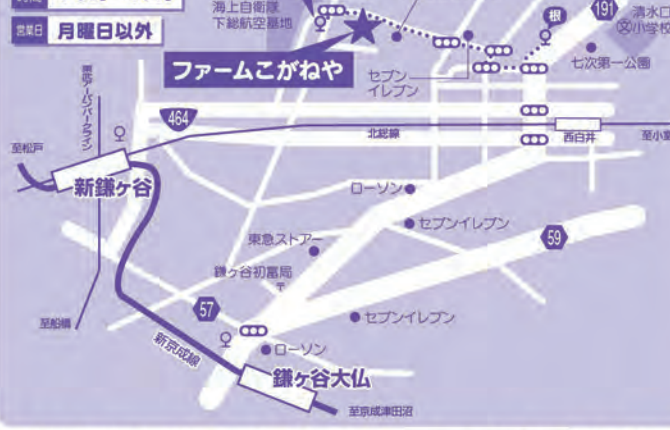 営業日 月曜日以外
海上自衛隊
下総航空基地
ファームこがねや
セブン
イレブン
根
191
清水口
小学校
七次第一公園
464
北総線
西白井
至小室
東武アーバンパークライン
至松戸
新鎌ヶ谷
ローソン
セブンイレブン
東急ストアー
鎌ヶ谷初富局
〒
59
57
至船橋
セブンイレブン
新京成線
ローソン
鎌ヶ谷大仏
至京成津田沼